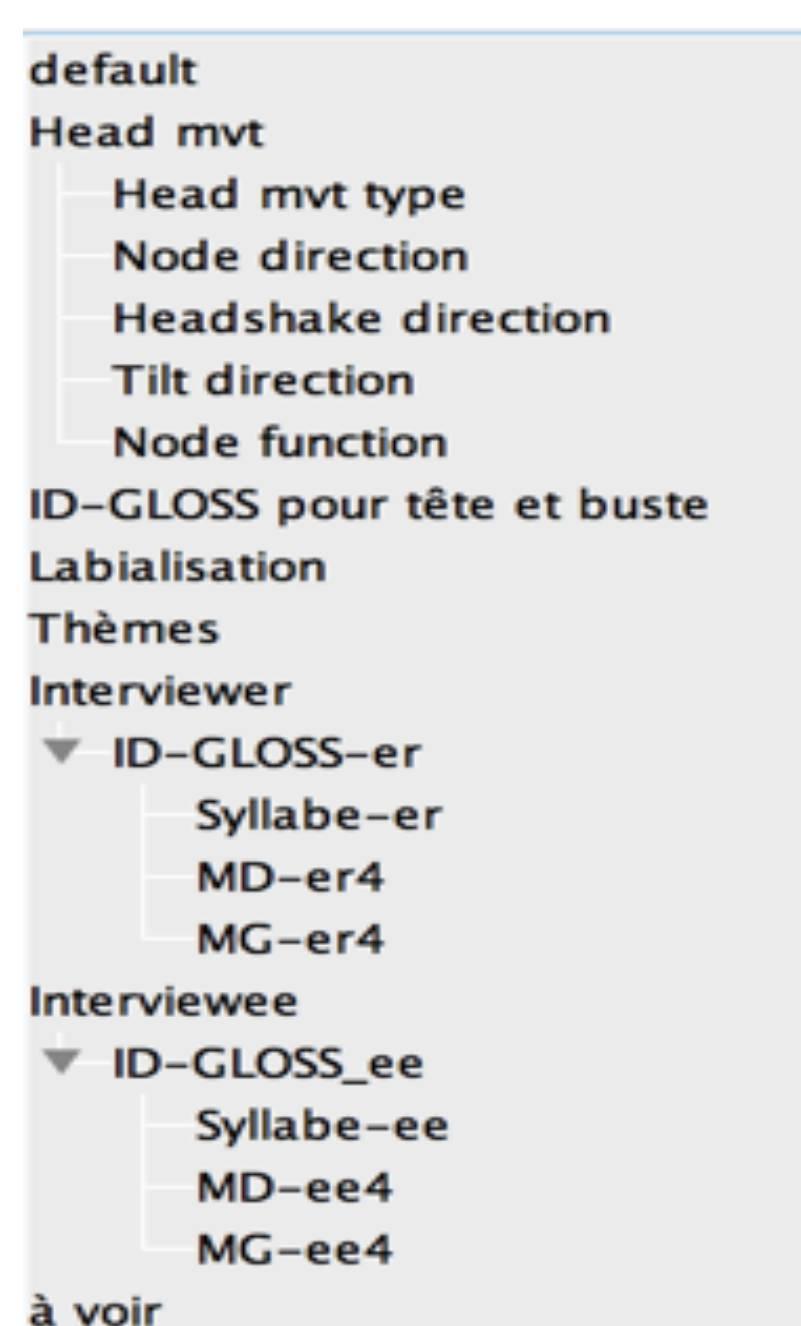 default
Head mvt
Head mvt type
Node direction
Headshake direction
Tilt direction
Node function
ID-GLOSS pour tête et buste
Labialisation
Thèmes
Interviewer
ID-GLOSS-er
Syllabe-er
MD-er4
MG-er4
Interviewee
ID-GLOSS_ee
Syllabe-ee
MD-ee4
MG-ee4
à voir